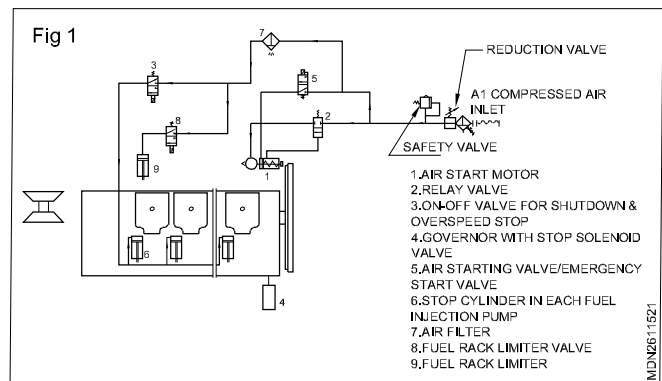 Fig 1
7
REDUCTION VALVE
3
5
A1 COMPRESSED AIR
INLET
8
2
SAFETY VALVE
9
1
1.AIR START MOTOR
2.RELAY VALVE
3.ON-OFF VALVE FOR SHUTDOWN &
OVERSPEED STOP
4.GOVERNOR WITH STOP SOLENOID
VALVE
5.AIR STARTING VALVE/EMERGENCY
START VALVE
6.STOP CYLINDER IN EACH FUEL
INJECTION PUMP
7.AIR FILTER
8.FUEL RACK LIMITER VALVE
9.FUEL RACK LIMITER
6
4
MDN2611521